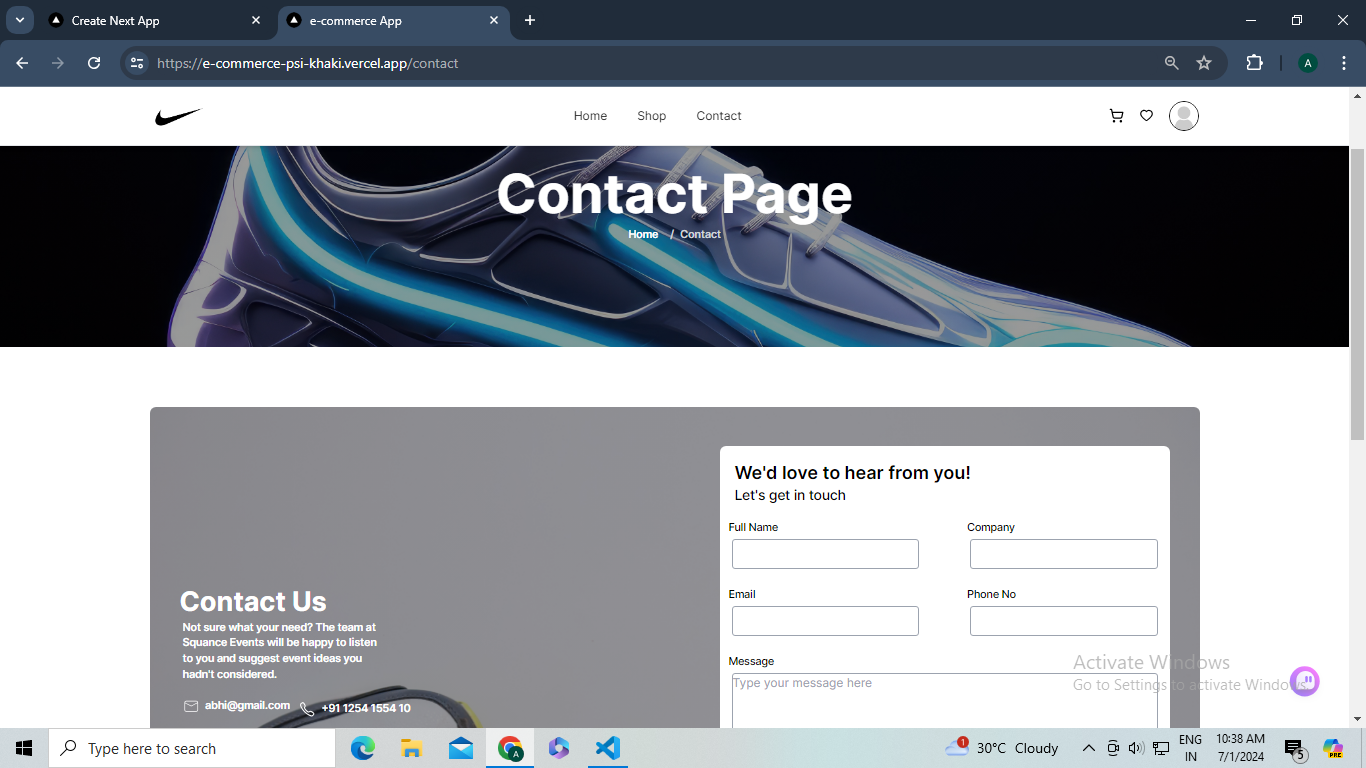 Create Next App
e-commerce App
https://e-commerce-psi-khaki.vercel.app/contact
A
Home Shop Contact
Contact Page
Home / Contact
We'd love to hear from you!
Let's get in touch
Full Name Company
Email Phone No
Message
Type your message here
Contact Us
Not sure what your need? The team at
Squance Events will be happy to listen
to you and suggest event ideas you
hadn't considered.
abhi@gmail.com +91 1254 1554 10
Activate Windows
Go to Settings to activate Windows.
Type here to search
A
1
30°C Cloudy
ENG
IN
10:38 AM
7/1/2024
5
PRE